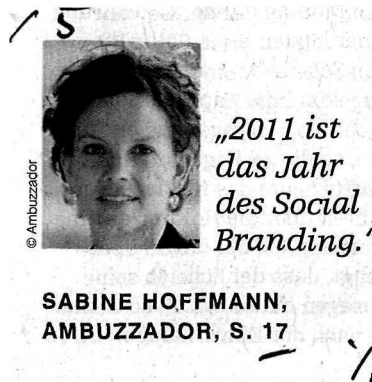 5
© Ambuzzador
„2011 ist
das Jahr
des Social
Branding.“
SABINE HOFFMANN,
AMBUZZADOR, S. 17